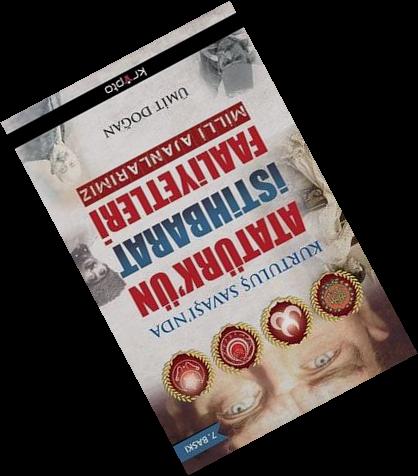 7. BASKI
KURTULUŞ SAVAŞI'NDA
ATATÜRK'ÜN
İSTİHBARAT
FAALİYETLERİ
MİLLİ AJANLARIMIZ
ÜMİT DOĞAN
kripto